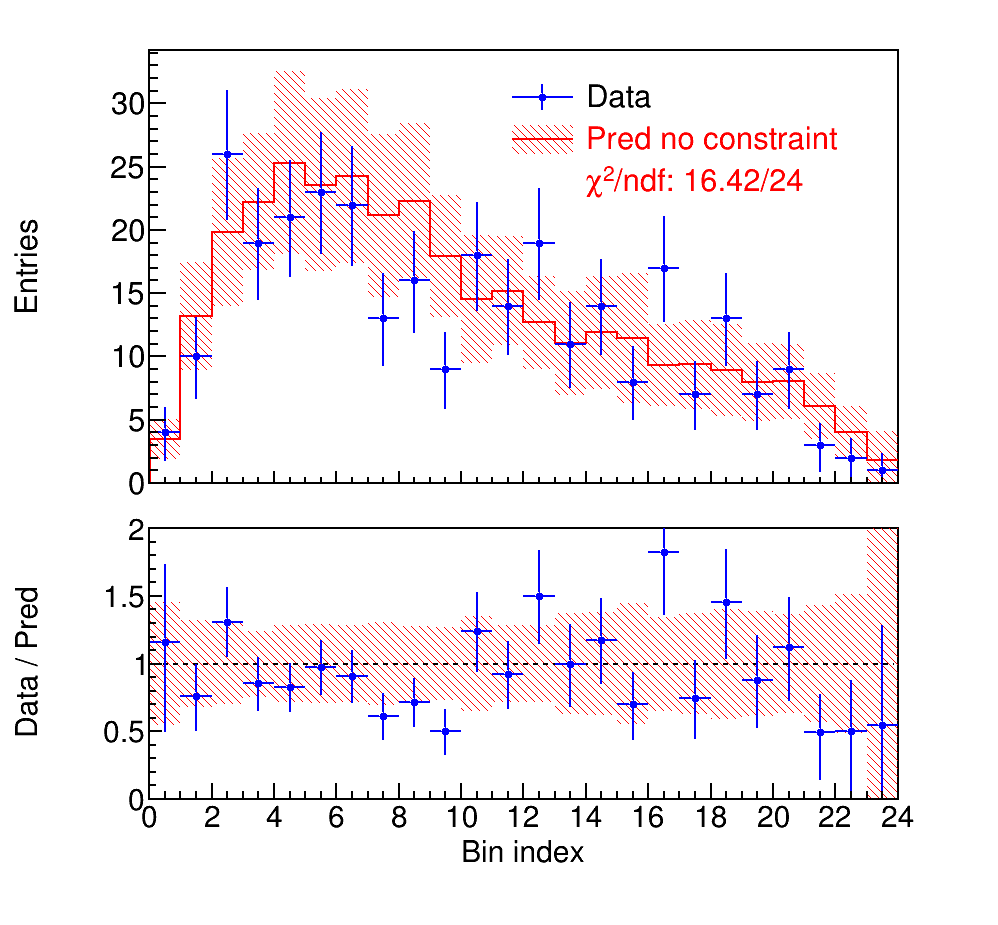 Entries
30
25
20
15
10
5
0
Data
Pred no constraint
χ²/ndf: 16.42/24
Data / Pred
2
1.5
1
0.5
0
0 2 4 6 8 10 12 14 16 18 20 22 24
Bin index